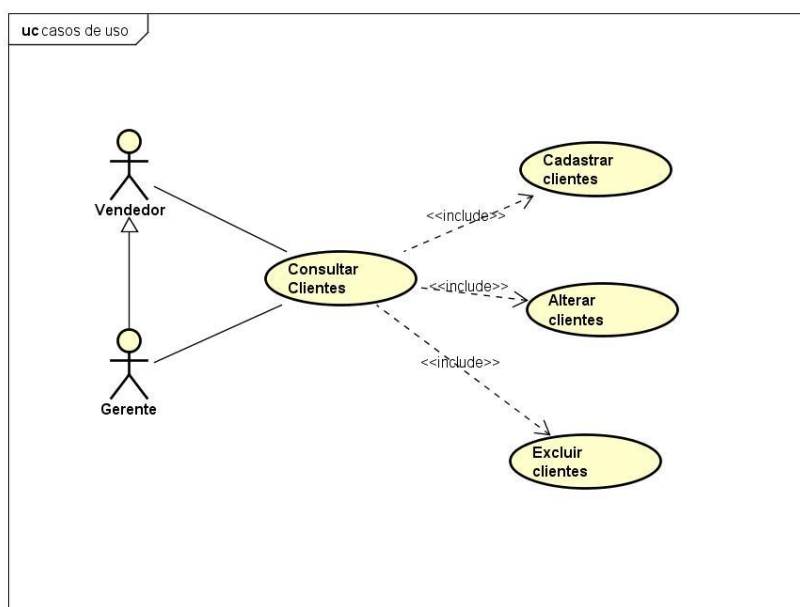 uc casos de uso
Vendedor
Gerente
Consultar
Clientes
<<include>>
Cadastrar
clientes
<<include>>
Alterar
clientes
<<include>>
Excluir
clientes